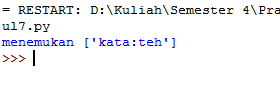 = RESTART: D:\Kuliah\Semester 4\Pra
ul7.py
menemukan ['kata:teh']
>>>